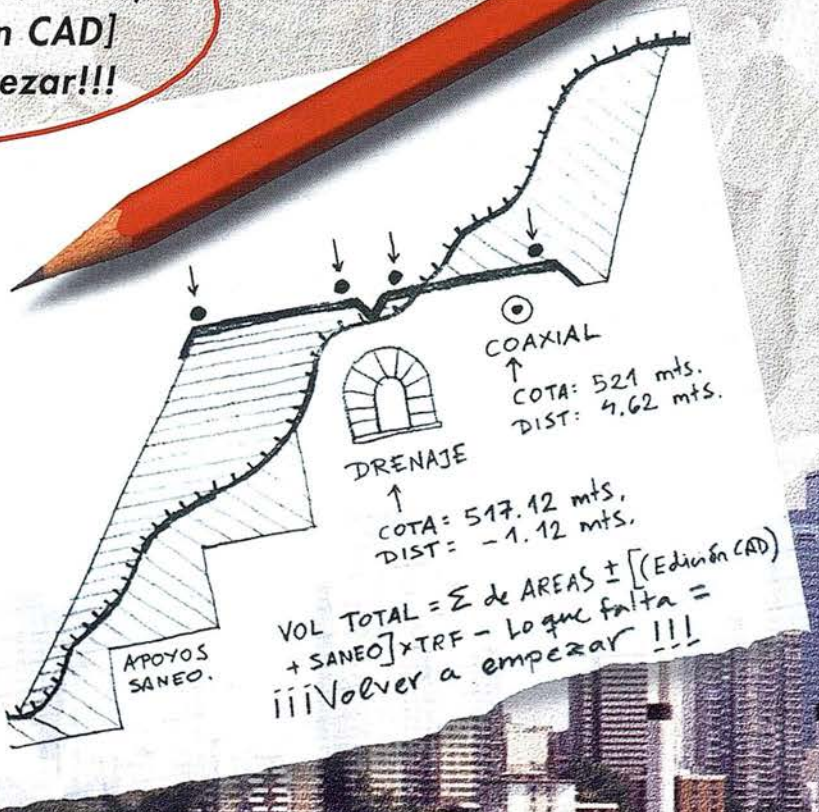 n CAD]
ezar!!!
COAXIAL
COTA: 521 mts.
DIST: 4.62 mts.
DRENAJE
COTA = 517.12 mts.
DIST = -1.12 mts.
APOYOS
SANEO.
VOL TOTAL = Σ de AREAS ± [(Edición CAD)
+ SANEO] x TRF - Lo que falta =
¡¡¡Volver a empezar !!!